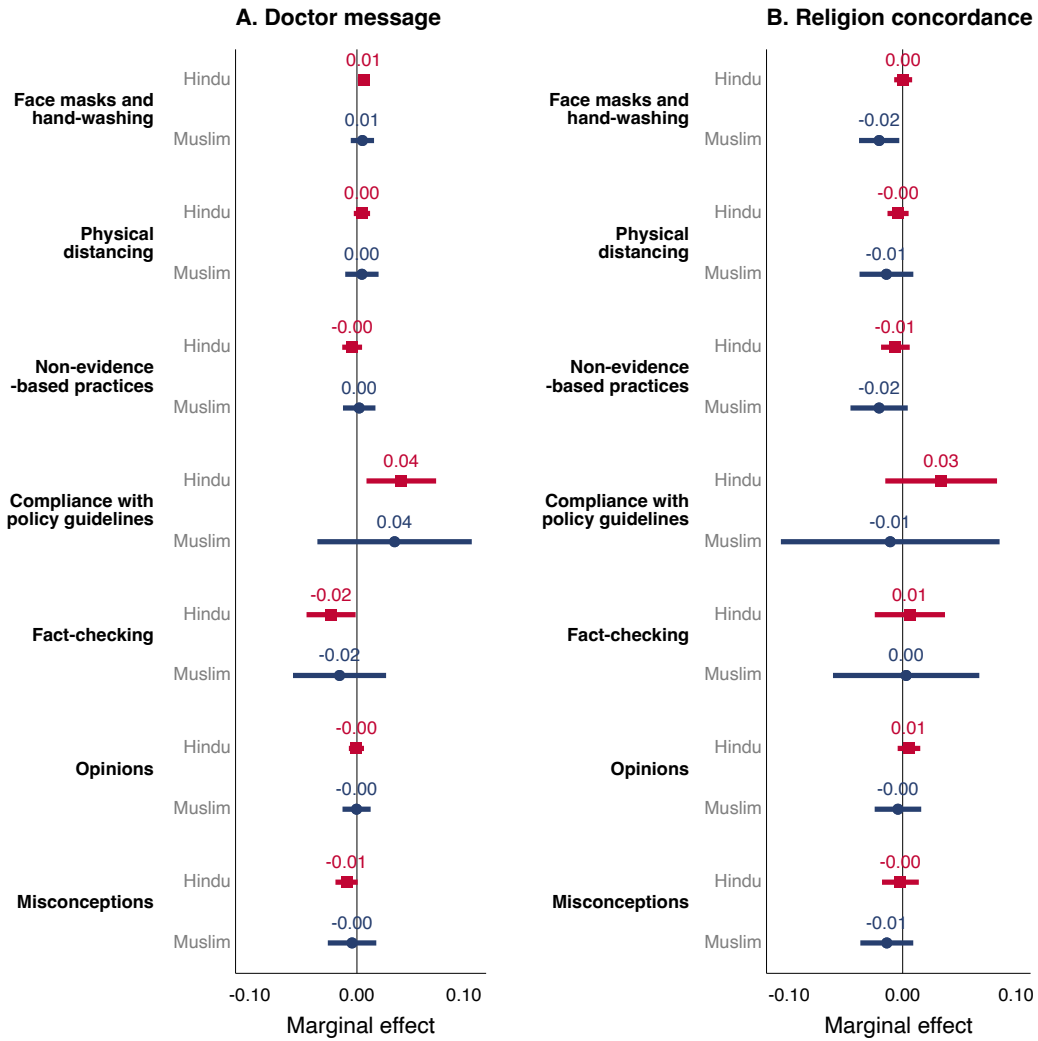 A. Doctor message
0.01
Hindu
Face masks and
hand-washing
0.01
Muslim
0.00
Hindu
Physical
distancing
0.00
Muslim
-0.00
Hindu
Non-evidence
-based practices
0.00
Muslim
0.04
Hindu
Compliance with
policy guidelines
0.04
Muslim
-0.02
Hindu
Fact-checking
-0.02
Muslim
-0.00
Hindu
Opinions
-0.00
Muslim
-0.01
Hindu
Misconceptions
-0.00
Muslim
-0.10 0.00 0.10
Marginal effect
B. Religion concordance
0.00
Hindu
Face masks and
hand-washing
-0.02
Muslim
-0.00
Hindu
Physical
distancing
-0.01
Muslim
-0.01
Hindu
Non-evidence
-based practices
-0.02
Muslim
0.03
Hindu
Compliance with
policy guidelines
-0.01
Muslim
0.01
Hindu
Fact-checking
0.00
Muslim
0.01
Hindu
Opinions
-0.00
Muslim
-0.00
Hindu
Misconceptions
-0.01
Muslim
-0.10 0.00 0.10
Marginal effect